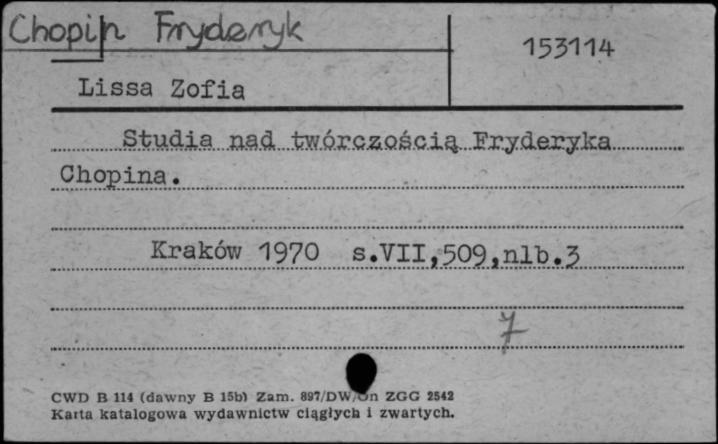 Chopin Fryderyk
153114
Lissa Zofia
Studia nad twórczością Fryderyka
Chopina.
Kraków 1970 s.VII,509,nlb.3
7
CWD B 114 (dawny B 15b) Zam. 897/DW/On ZGG 2542
Karta katalogowa wydawnictw ciągłych i zwartych.